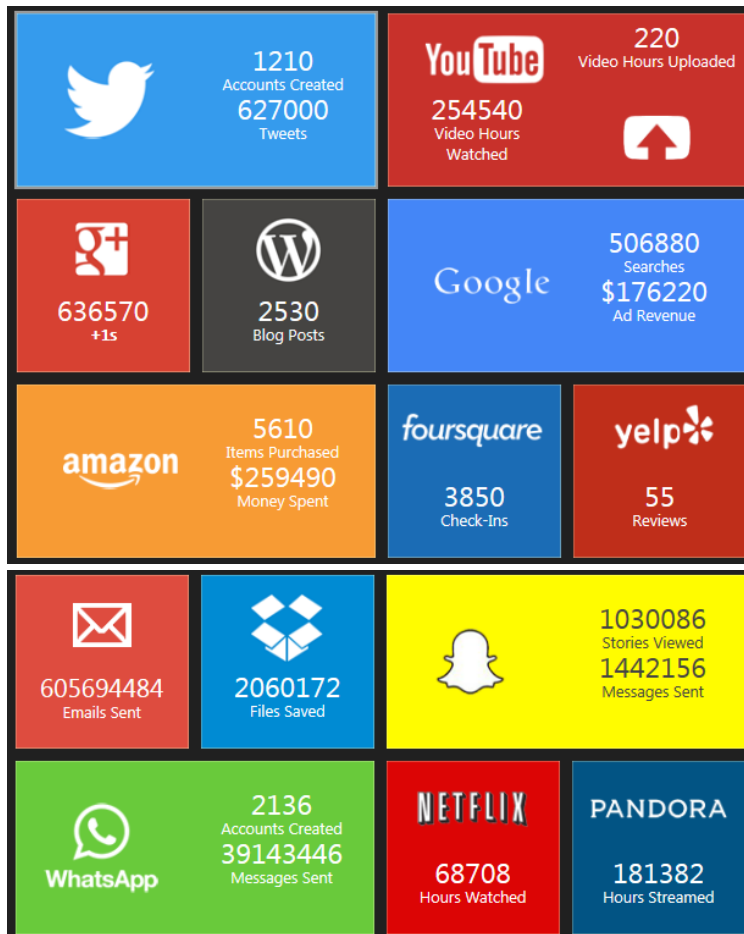 1210
Accounts Created
627000
Tweets
YouTube
220
Video Hours Uploaded
254540
Video Hours
Watched
g+
636570
+1s
W
2530
Blog Posts
Google
506880
Searches
$176220
Ad Revenue
amazon
5610
Items Purchased
$259490
Money Spent
foursquare
3850
Check-Ins
yelp
55
Reviews
605694484
Emails Sent
2060172
Files Saved
1030086
Stories Viewed
1442156
Messages Sent
WhatsApp
2136
Accounts Created
39143446
Messages Sent
NETFLIX
68708
Hours Watched
PANDORA
181382
Hours Streamed